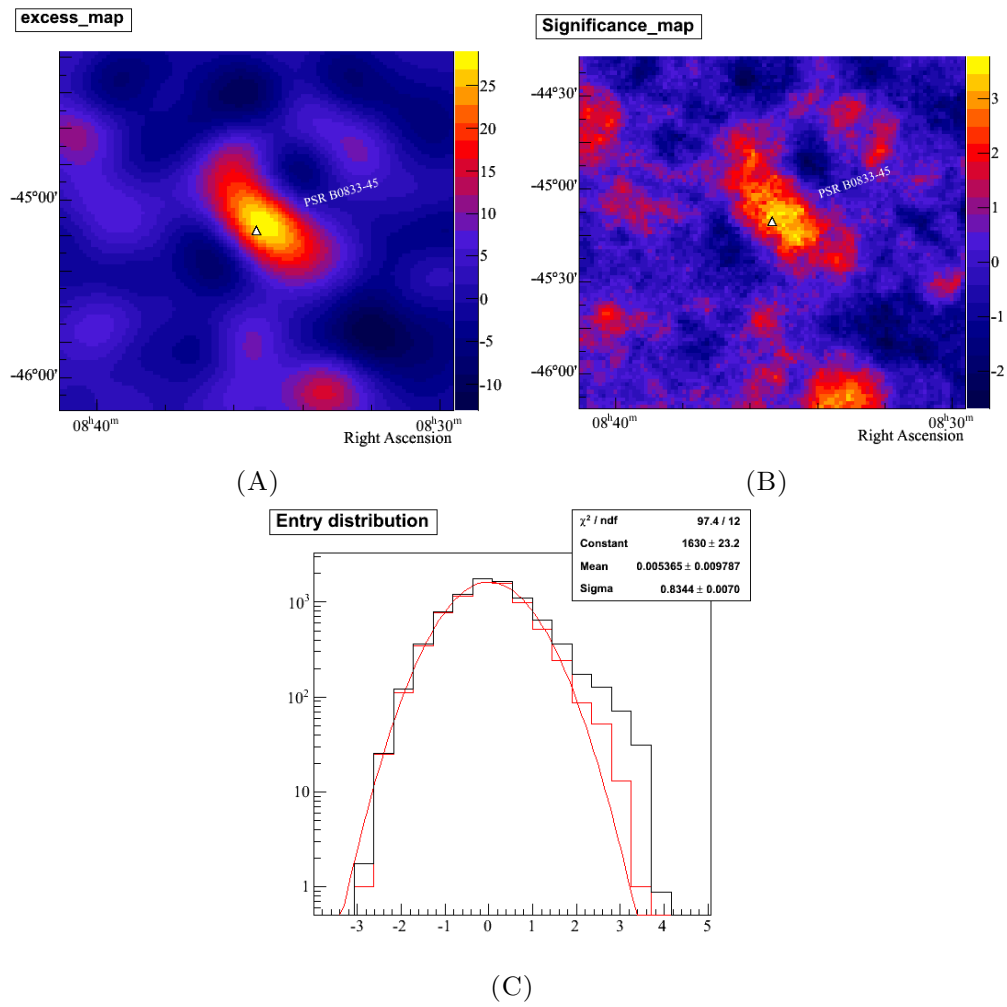 excess_map
Significance_map
25
20
15
10
5
0
-5
-10
-45°00'
-46°00'
PSR B0833-45
08ʰ40ᵐ
08ʰ30ᵐ
Right Ascension
(A)
3
2
1
0
-1
-2
-44°30'
-45°00'
-45°30'
-46°00'
PSR B0833-45
08ʰ40ᵐ
08ʰ30ᵐ
Right Ascension
(B)
Entry distribution
χ² / ndf 97.4 / 12
Constant 1630 ± 23.2
Mean 0.005365 ± 0.009787
Sigma 0.8344 ± 0.0070
10³
10²
10
1
-3 -2 -1 0 1 2 3 4 5
(C)